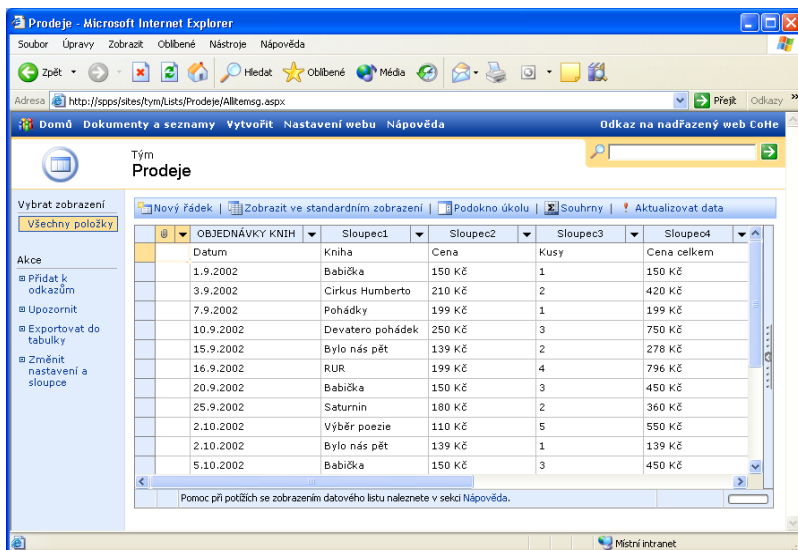 Prodeje - Microsoft Internet Explorer
Soubor Úpravy Zobrazit Oblíbené Nástroje Nápověda
Zpět Hledat Oblíbené Média
Adresa http://spps/sites/tym/Lists/Prodeje/Allitemsg.aspx Přejít Odkazy »
Domů Dokumenty a seznamy Vytvořit Nastavení webu Nápověda Odkaz na nadřazený web CoHe
Tým
Prodeje
Vybrat zobrazení
Všechny položky
Akce
Přidat k
odkazům
Upozornit
Exportovat do
tabulky
Změnit
nastavení a
sloupce
Nový řádek | Zobrazit ve standardním zobrazení | Podokno úkolu | Souhrny | Aktualizovat data
OBJEDNÁVKY KNIH Sloupec1 Sloupec2 Sloupec3 Sloupec4
Datum Kniha Cena Kusy Cena celkem
1.9.2002 Babička 150 Kč 1 150 Kč
3.9.2002 Cirkus Humberto 210 Kč 2 420 Kč
7.9.2002 Pohádky 199 Kč 1 199 Kč
10.9.2002 Devatero pohádek 250 Kč 3 750 Kč
15.9.2002 Bylo nás pět 139 Kč 2 278 Kč
16.9.2002 RUR 199 Kč 4 796 Kč
20.9.2002 Babička 150 Kč 3 450 Kč
25.9.2002 Saturnin 180 Kč 2 360 Kč
2.10.2002 Výběr poezie 110 Kč 5 550 Kč
2.10.2002 Bylo nás pět 139 Kč 1 139 Kč
5.10.2002 Babička 150 Kč 3 450 Kč
Pomoc při potížích se zobrazením datového listu naleznete v sekci Nápověda.
Místní intranet